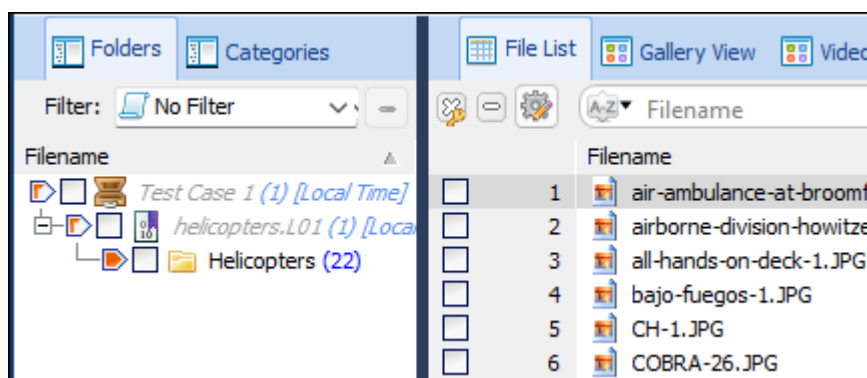 Folders Categories
Filter: No Filter
Filename
Test Case 1 (1) [Local Time]
helicopters.L01 (1) [Local
Helicopters (22)
File List Gallery View Video
A-Z Filename
Filename
1 air-ambulance-at-broomf
2 airborne-division-howitze
3 all-hands-on-deck-1.JPG
4 bajo-fuegos-1.JPG
5 CH-1.JPG
6 COBRA-26.JPG